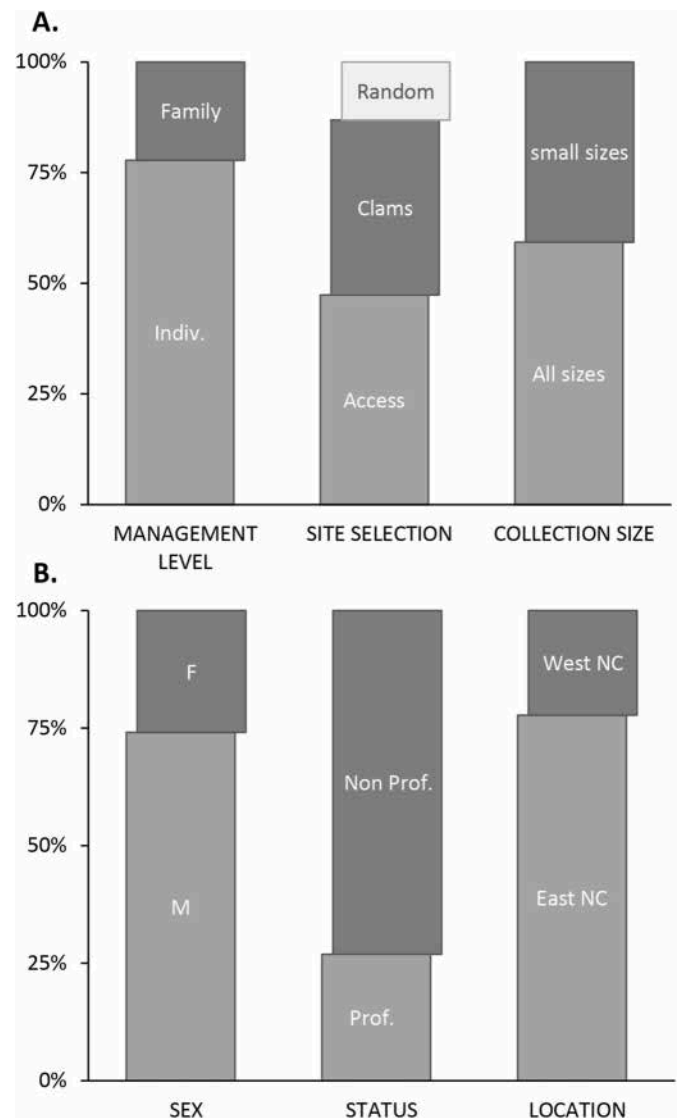 A.
100%
75%
50%
25%
0%
Family
Indiv.
Random
Clams
Access
small sizes
All sizes
MANAGEMENT LEVEL
SITE SELECTION
COLLECTION SIZE
B.
100%
75%
50%
25%
0%
F
M
Non Prof.
Prof.
West NC
East NC
SEX
STATUS
LOCATION